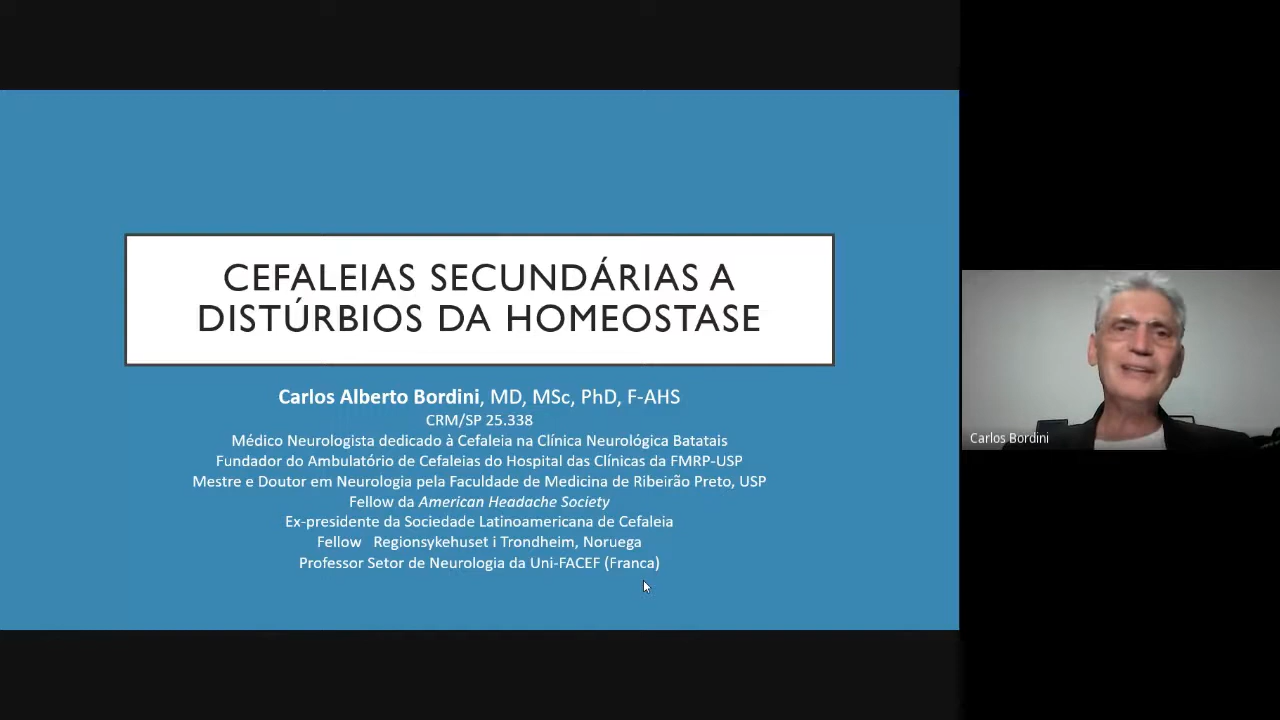 CEFALEIAS SECUNDÁRIAS A
DISTÚRBIOS DA HOMEOSTASE
Carlos Alberto Bordini, MD, MSc, PhD, F-AHS
CRM/SP 25.338
Médico Neurologista dedicado à Cefaleia na Clínica Neurológica Batatais
Fundador do Ambulatório de Cefaleias do Hospital das Clínicas da FMRP-USP
Mestre e Doutor em Neurologia pela Faculdade de Medicina de Ribeirão Preto, USP
Fellow da American Headache Society
Ex-presidente da Sociedade Latinoamericana de Cefaleia
Fellow Regionsykehuset i Trondheim, Noruega
Professor Setor de Neurologia da Uni-FACEF (Franca)
Carlos Bordini